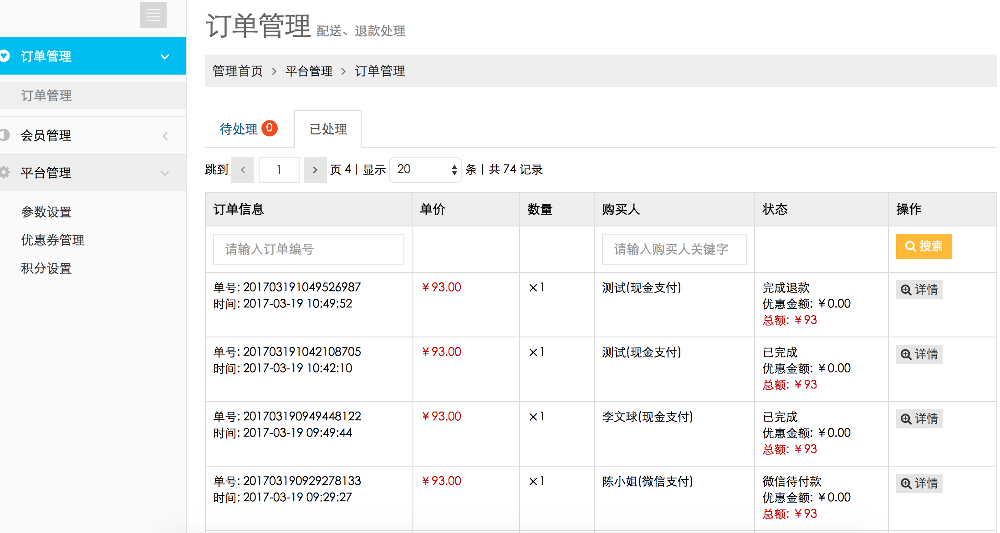 订单管理 配送、退款处理
订单管理
管理首页 > 平台管理 > 订单管理
订单管理
待处理 0 已处理
会员管理
平台管理
跳到 < 1 > 页 4 | 显示 20 条 | 共 74 记录
参数设置
优惠券管理
积分设置
订单信息 单价 数量 购买人 状态 操作
请输入订单编号 请输入购买人关键字 搜索
单号: 201703191049526987 ¥93.00 ×1 测试(现金支付) 完成退款 详情
时间: 2017-03-19 10:49:52 优惠金额: ¥0.00
总额: ¥93
单号: 201703191042108705 ¥93.00 ×1 测试(现金支付) 已完成 详情
时间: 2017-03-19 10:42:10 优惠金额: ¥0.00
总额: ¥93
单号: 201703190949448122 ¥93.00 ×1 李文球(现金支付) 已完成 详情
时间: 2017-03-19 09:49:44 优惠金额: ¥0.00
总额: ¥93
单号: 201703190929278133 ¥93.00 ×1 陈小姐(微信支付) 微信待付款 详情
时间: 2017-03-19 09:29:27 优惠金额: ¥0.00
总额: ¥93